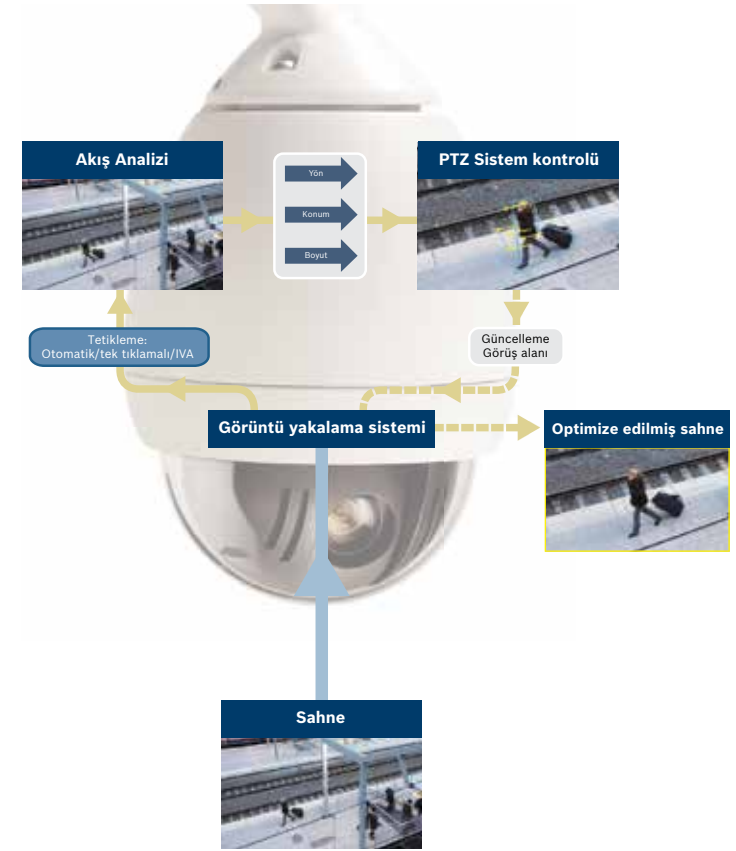 Akış Analizi
PTZ Sistem kontrolü
Yön
Konum
Boyut
Tetikleme:
Otomatik/tek tıklamalı/IVA
Güncelleme
Görüş alanı
Görüntü yakalama sistemi
Optimize edilmiş sahne
Sahne